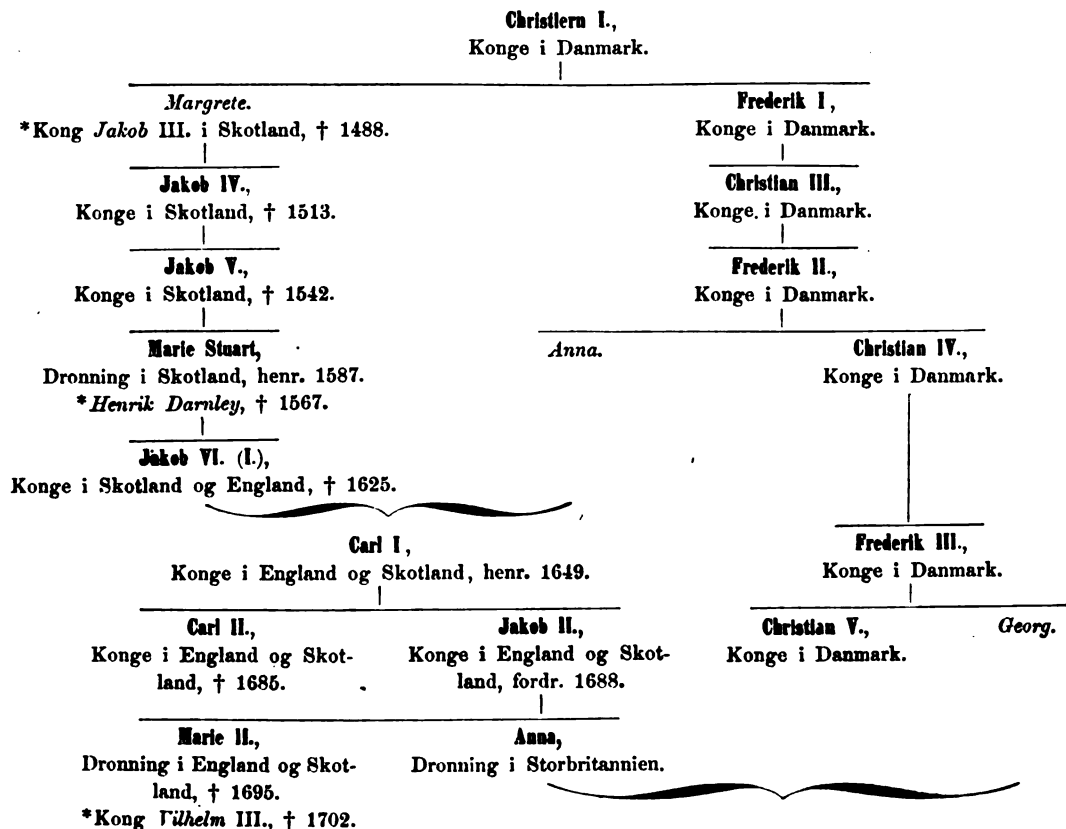 Christiern I.,
Konge i Danmark.
Margrete.
*Kong Jakob III. i Skotland, † 1488.
Frederik I,
Konge i Danmark.
Jakob IV.,
Konge i Skotland, † 1513.
Christian III.,
Konge i Danmark.
Jakob V.,
Konge i Skotland, † 1542.
Frederik II.,
Konge i Danmark.
Marie Stuart,
Dronning i Skotland, henr. 1587.
*Henrik Darnley, † 1567.
Anna.
Christian IV.,
Konge i Danmark.
Jakob VI. (I.),
Konge i Skotland og England, † 1625.
Carl I,
Konge i England og Skotland, henr. 1649.
Frederik III.,
Konge i Danmark.
Carl II.,
Konge i England og Skot-
land, † 1685.
Jakob II.,
Konge i England og Skot-
land, fordr. 1688.
Christian V.,
Konge i Danmark.
Georg.
Marie II.,
Dronning i England og Skot-
land, † 1695.
*Kong Vilhelm III., † 1702.
Anna,
Dronning i Storbritannien.